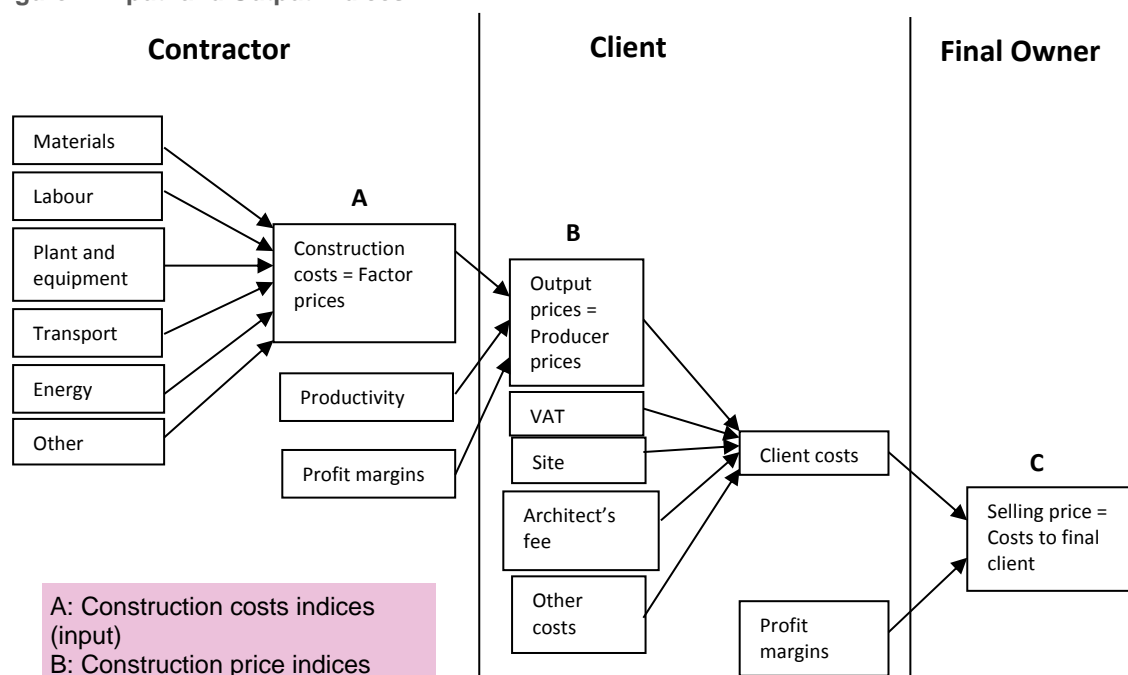 Contractor
Client
Final Owner
Materials
Labour
Plant and
equipment
Transport
Energy
Other
A
Construction
costs = Factor
prices
Productivity
Profit margins
B
Output
prices =
Producer
prices
VAT
Site
Architect’s
fee
Other
costs
Client costs
Profit
margins
C
Selling price =
Costs to final
client
A: Construction costs indices
(input)
B: Construction price indices